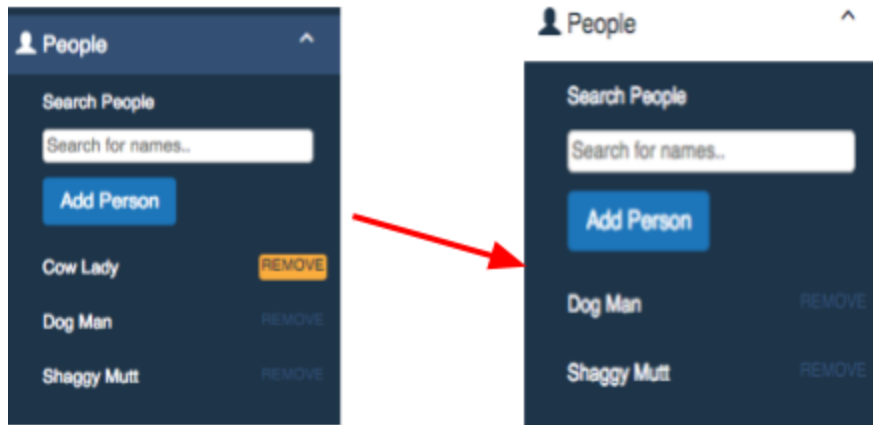 People
Search People
Search for names..
Add Person
Cow Lady REMOVE
Dog Man REMOVE
Shaggy Mutt REMOVE
People
Search People
Search for names..
Add Person
Dog Man REMOVE
Shaggy Mutt REMOVE